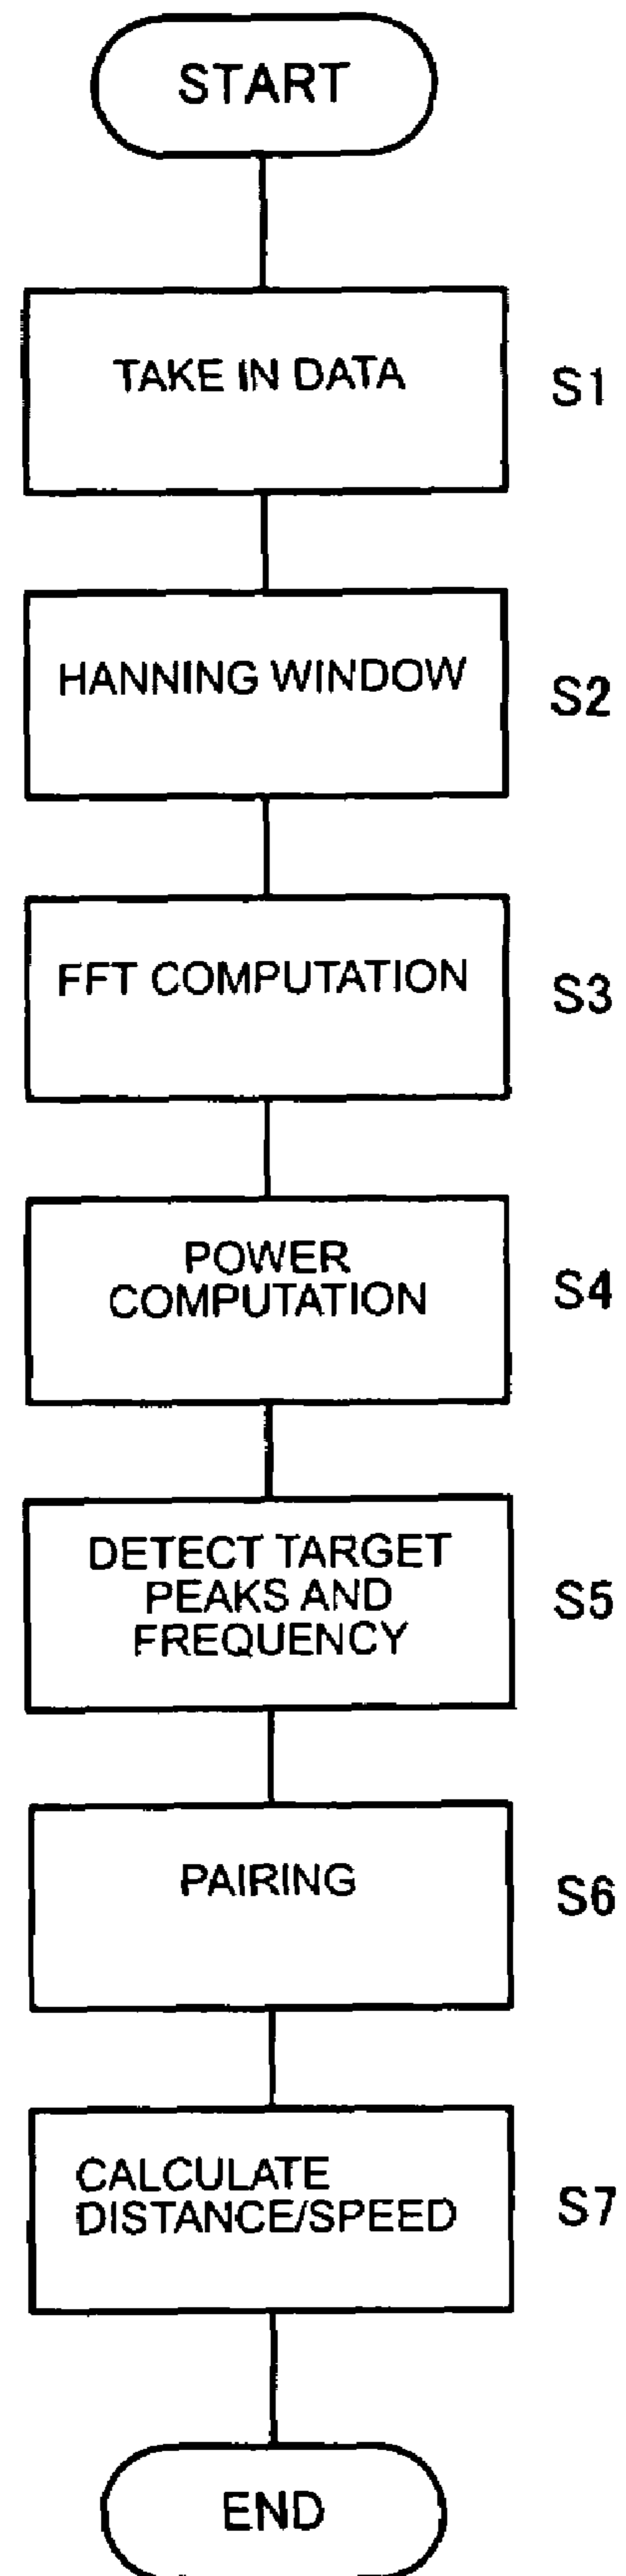 START
TAKE IN DATA
S1
HANNING WINDOW
S2
FFT COMPUTATION
S3
POWER
COMPUTATION
S4
DETECT TARGET
PEAKS AND
FREQUENCY
S5
PAIRING
S6
CALCULATE
DISTANCE/SPEED
S7
END